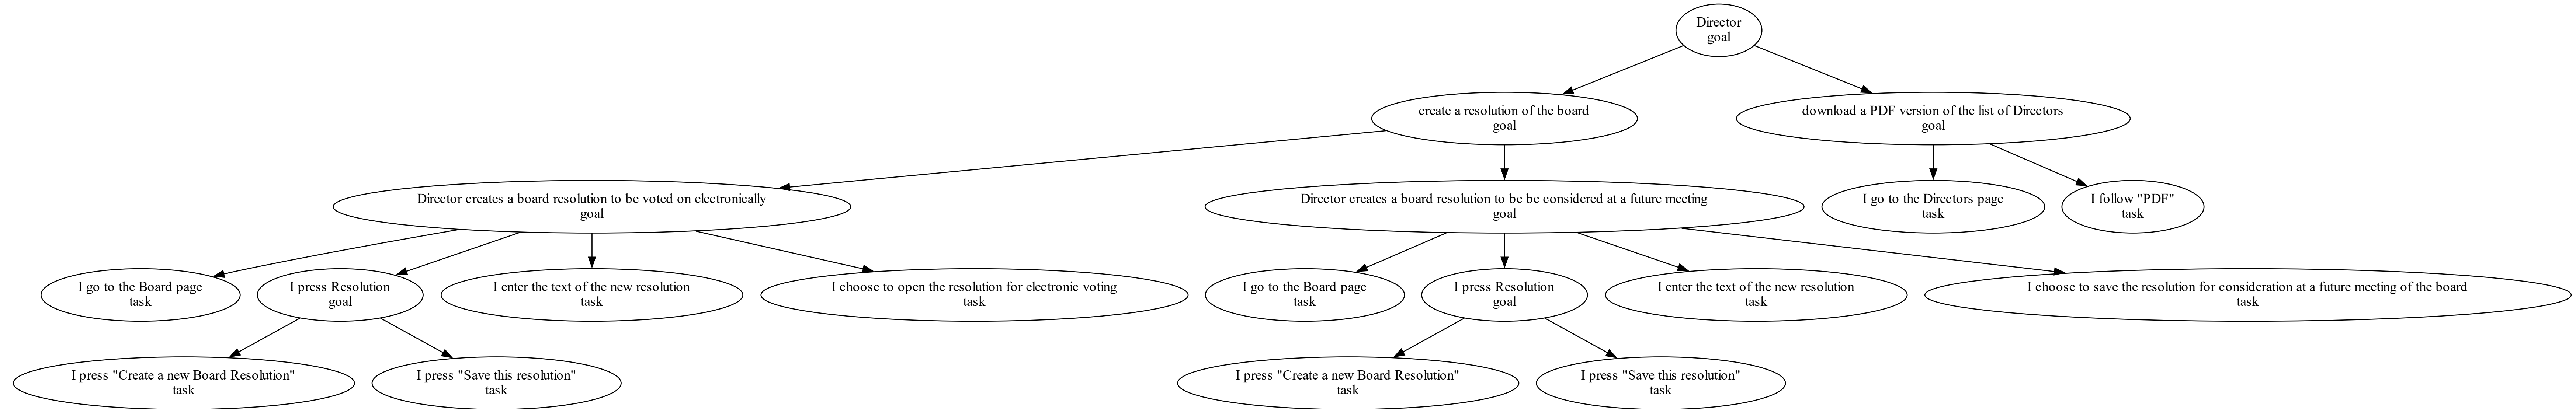 Director
goal
create a resolution of the board
goal
download a PDF version of the list of Directors
goal
Director creates a board resolution to be voted on electronically
goal
Director creates a board resolution to be be considered at a future meeting
goal
I go to the Directors page
task
I follow "PDF"
task
I go to the Board page
task
I press Resolution
goal
I enter the text of the new resolution
task
I choose to open the resolution for electronic voting
task
I go to the Board page
task
I press Resolution
goal
I enter the text of the new resolution
task
I choose to save the resolution for consideration at a future meeting of the board
task
I press "Create a new Board Resolution"
task
I press "Save this resolution"
task
I press "Create a new Board Resolution"
task
I press "Save this resolution"
task